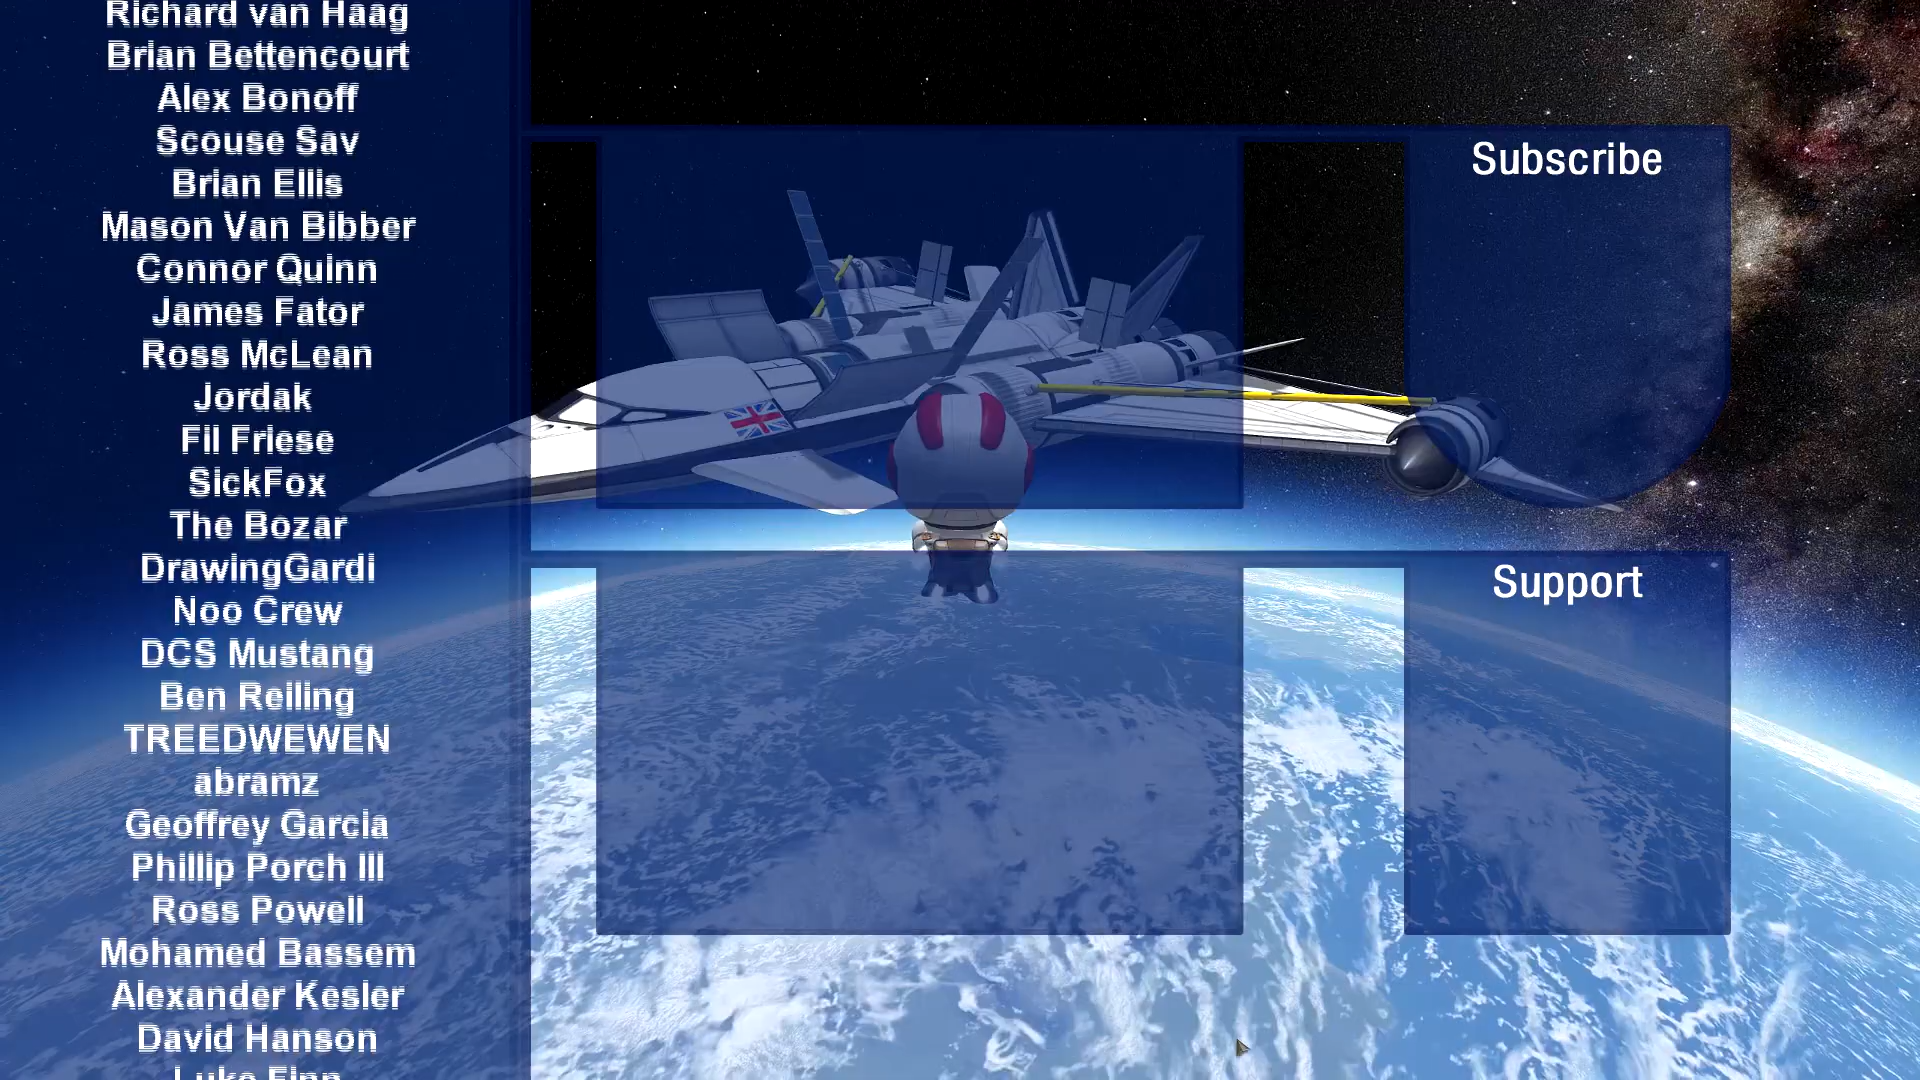 Richard van Haag
Brian Bettencourt
Alex Bonoff
Scouse Sav
Brian Ellis
Mason Van Bibber
Connor Quinn
James Fator
Ross McLean
Jordak
Fil Friese
SickFox
The Bozar
DrawingGardi
Noo Crew
DCS Mustang
Ben Reiling
TREEDWEWEN
abramz
Geoffrey Garcia
Phillip Porch III
Ross Powell
Mohamed Bassem
Alexander Kesler
David Hanson
Luke Finn
Subscribe
Support